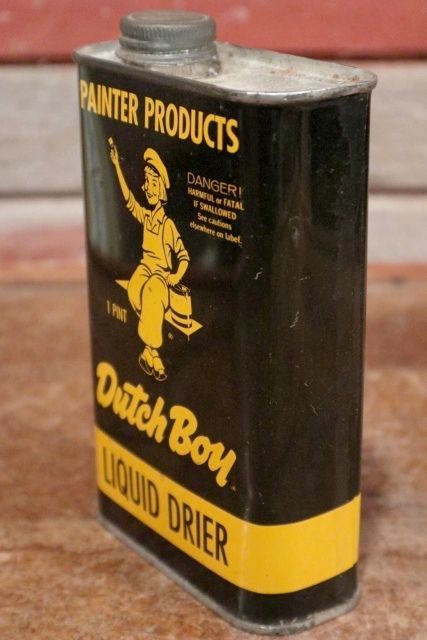 PAINTER PRODUCTS
DANGER!
HARMFUL or FATAL
IF SWALLOWED
See cautions
elsewhere on label.
1 PINT
®
Dutch Boy
LIQUID DRIER